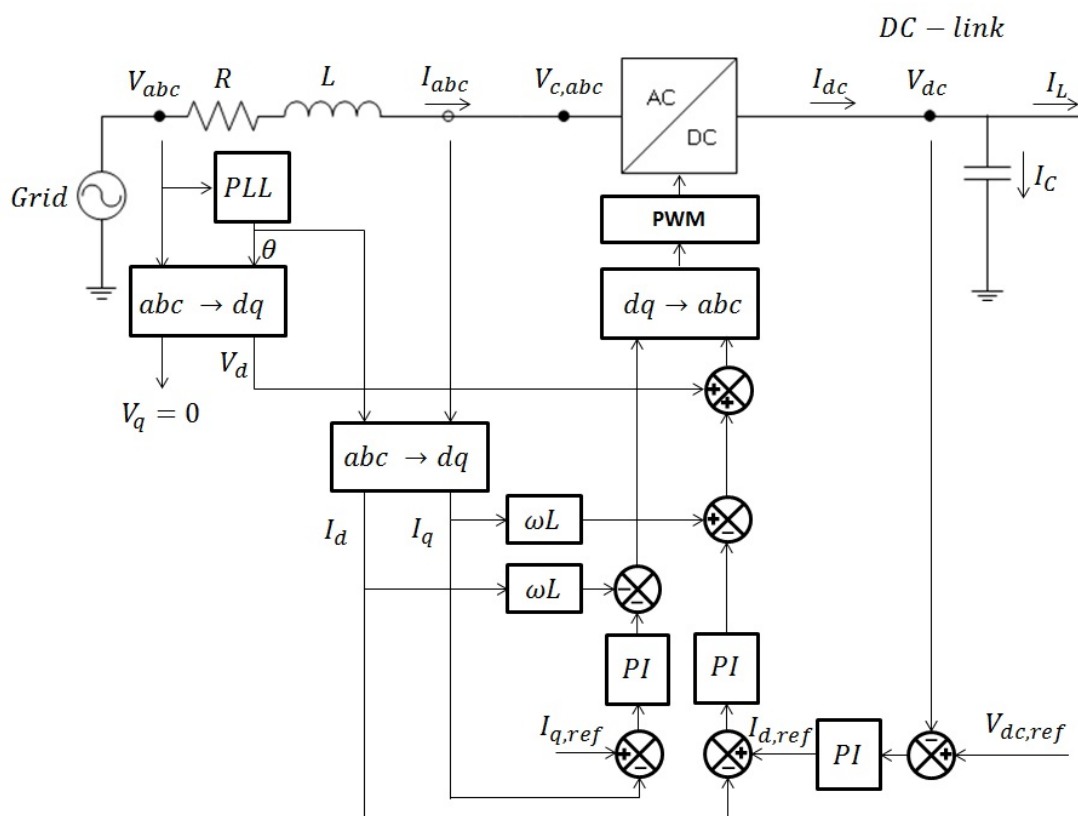 DC − link
V_abc
R
L
I_abc
V_c,abc
AC
DC
I_dc
V_dc
I_L
Grid
PLL
PWM
I_C
θ
abc → dq
dq → abc
V_d
+
+
V_q = 0
abc → dq
I_d
I_q
ωL
+
−
ωL
−
−
PI
PI
I_q,ref
+
−
I_d,ref
+
−
PI
−
+
V_dc,ref